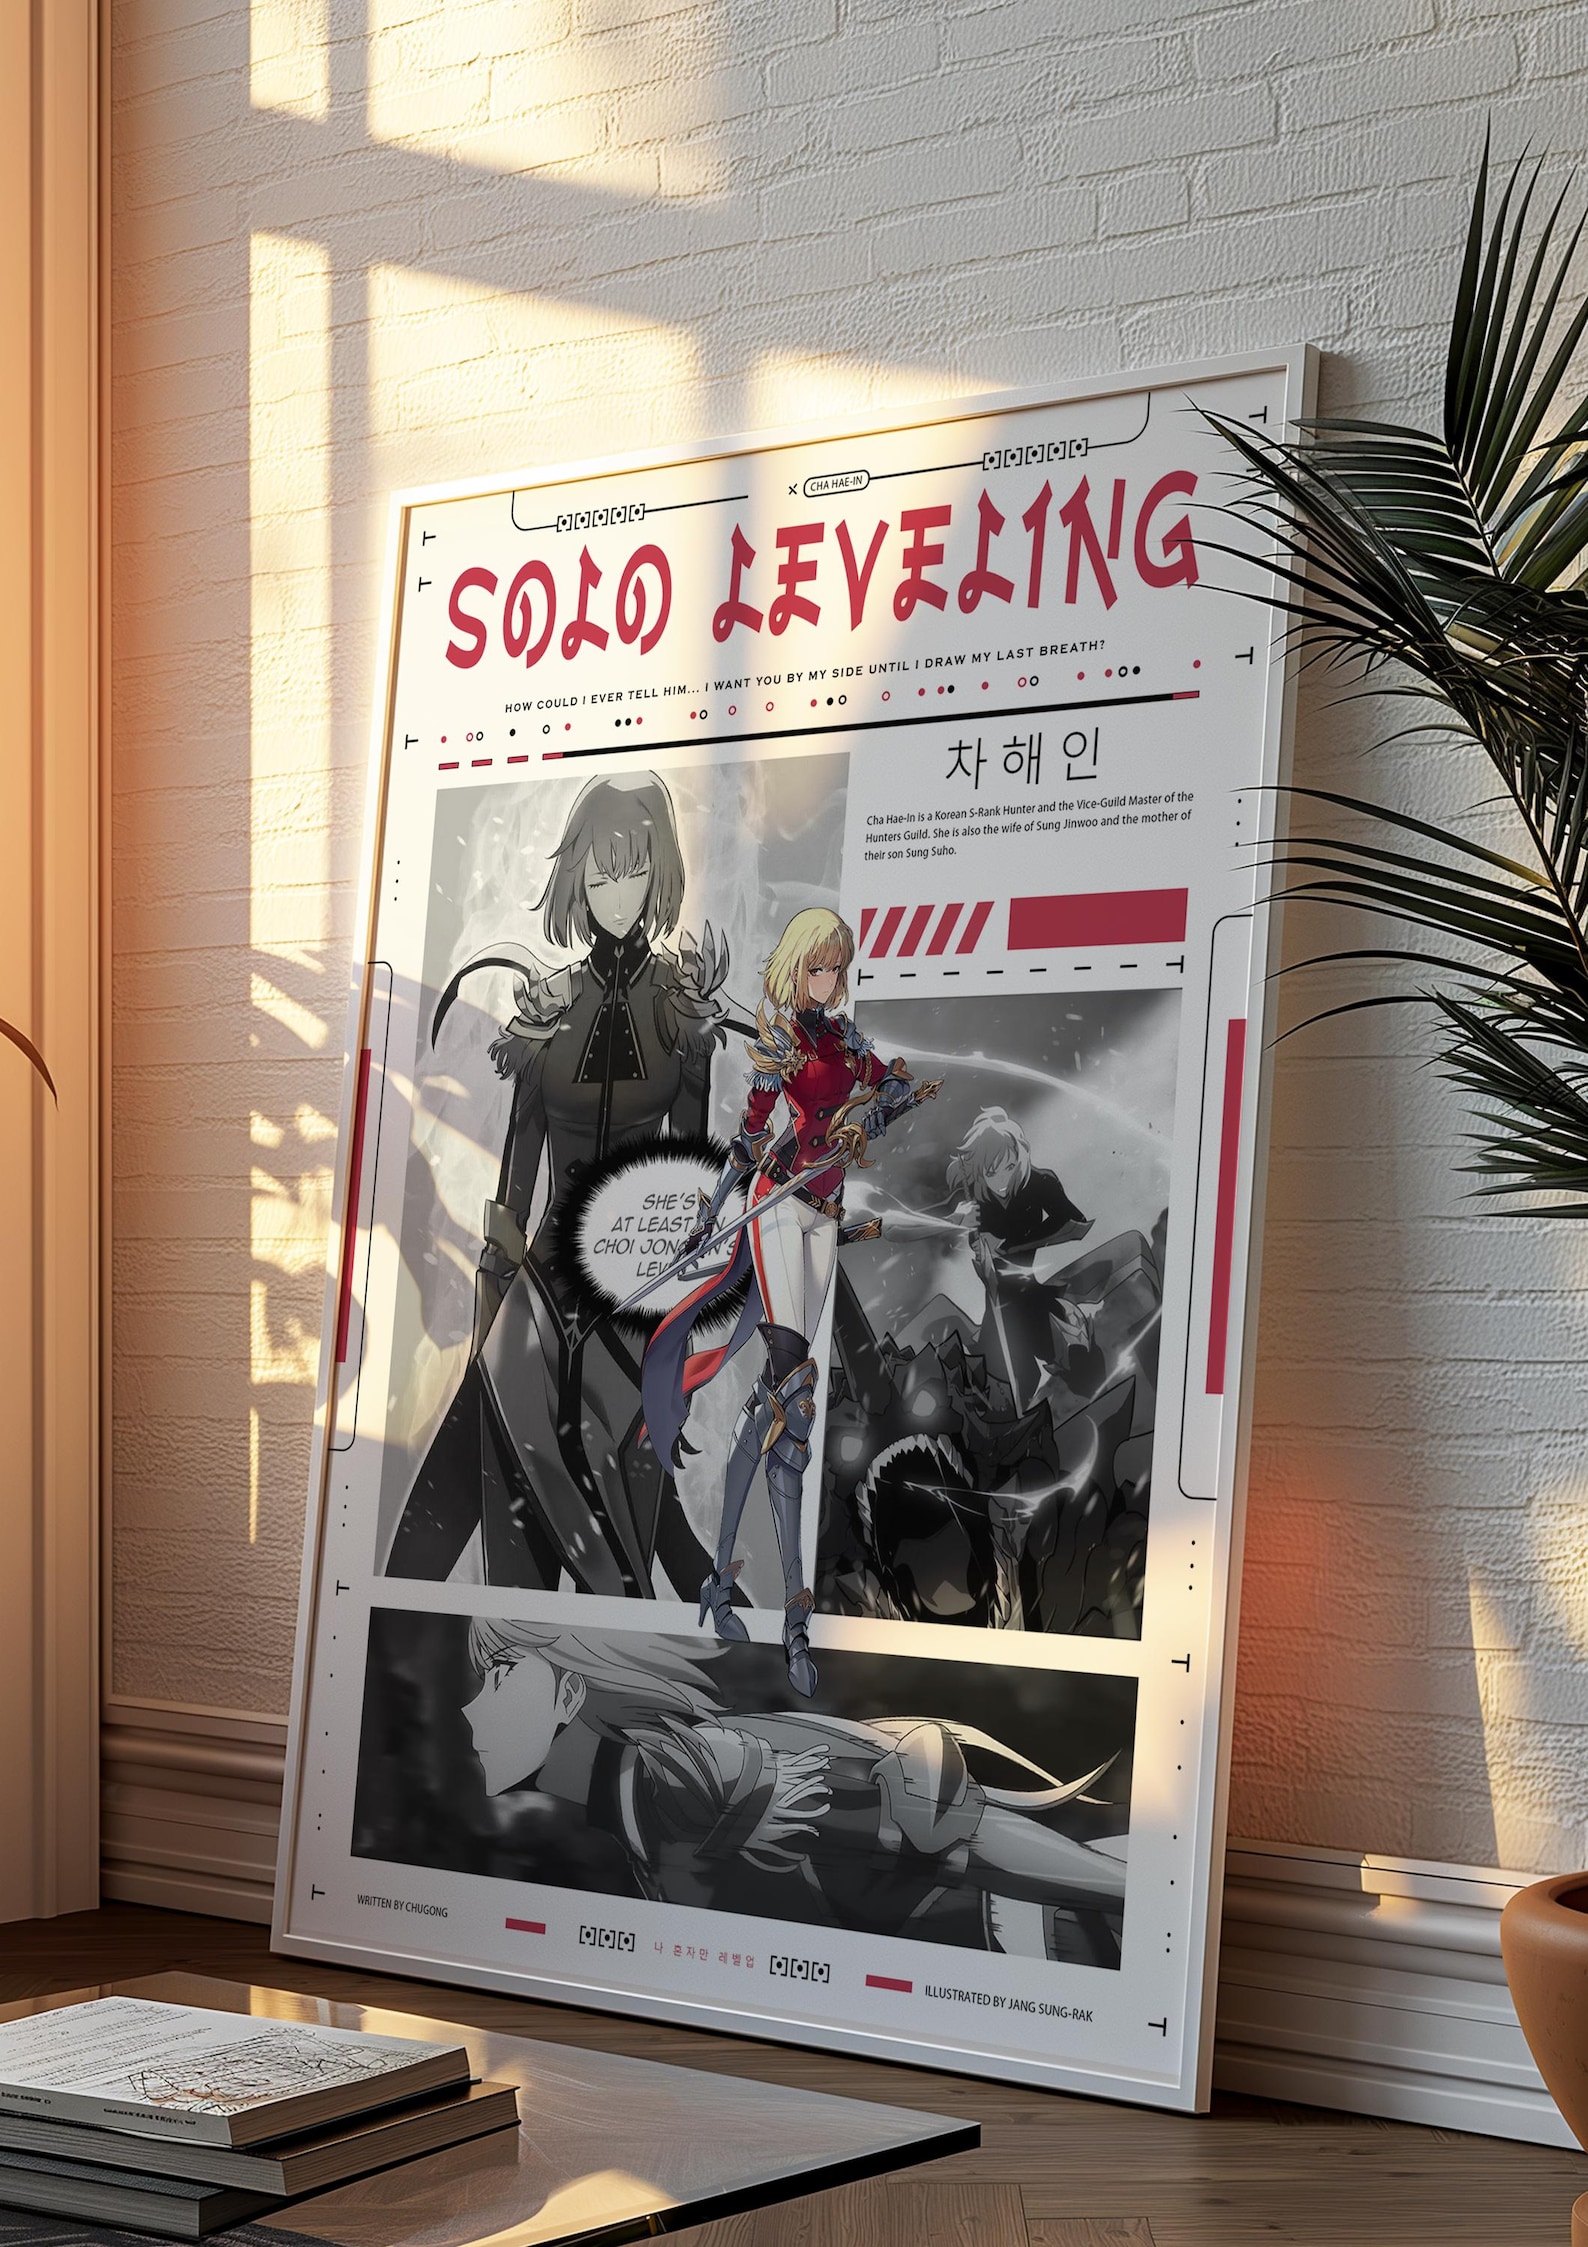 CHA HAE-IN
SOLO LEVELING
HOW COULD I EVER TELL HIM... I WANT YOU BY MY SIDE UNTIL I DRAW MY LAST BREATH?
차해인
Cha Hae-In is a Korean S-Rank Hunter and the Vice-Guild Master of the
Hunters Guild. She is also the wife of Sung Jinwoo and the mother of
their son Sung Suho.
SHE'S
AT LEAST
CHOI
WRITTEN BY CHUGONG
나 혼자만 레벨업
ILLUSTRATED BY JANG SUNG-RAK